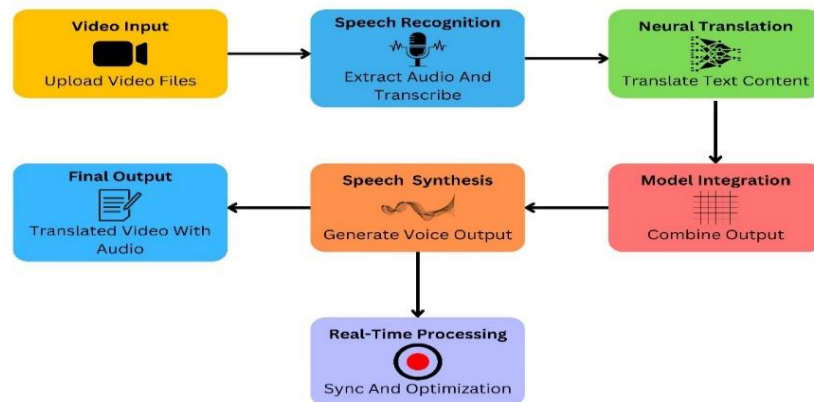 Video Input
Upload Video Files
Speech Recognition
Extract Audio And
Transcribe
Neural Translation
Translate Text Content
Final Output
Translated Video With
Audio
Speech Synthesis
Generate Voice Output
Model Integration
Combine Output
Real-Time Processing
Sync And Optimization